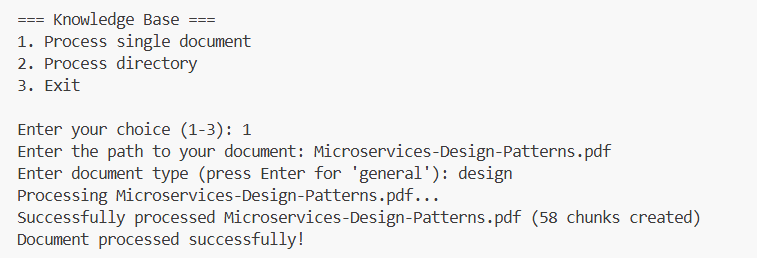 === Knowledge Base ===
1. Process single document
2. Process directory
3. Exit
Enter your choice (1-3): 1
Enter the path to your document: Microservices-Design-Patterns.pdf
Enter document type (press Enter for 'general'): design
Processing Microservices-Design-Patterns.pdf...
Successfully processed Microservices-Design-Patterns.pdf (58 chunks created)
Document processed successfully!